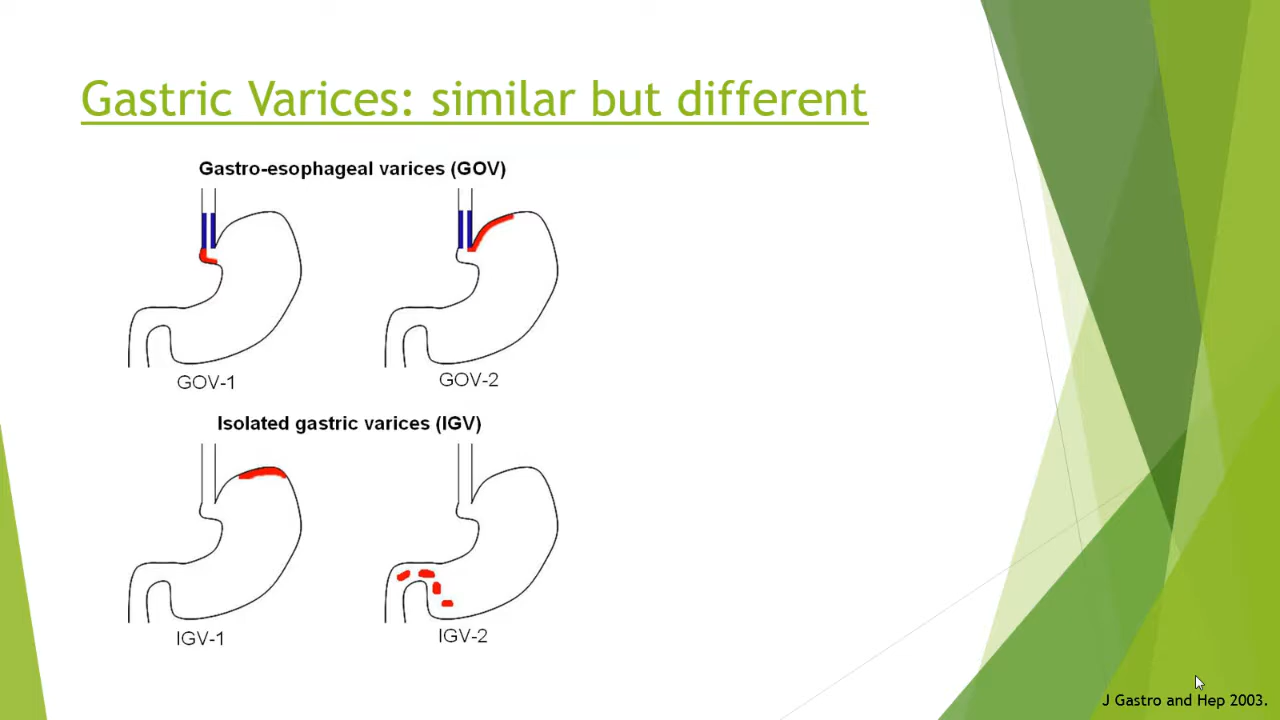 Gastric Varices: similar but different
Gastro-esophageal varices (GOV)
GOV-1
GOV-2
Isolated gastric varices (IGV)
IGV-1
IGV-2
J Gastro and Hep 2003.